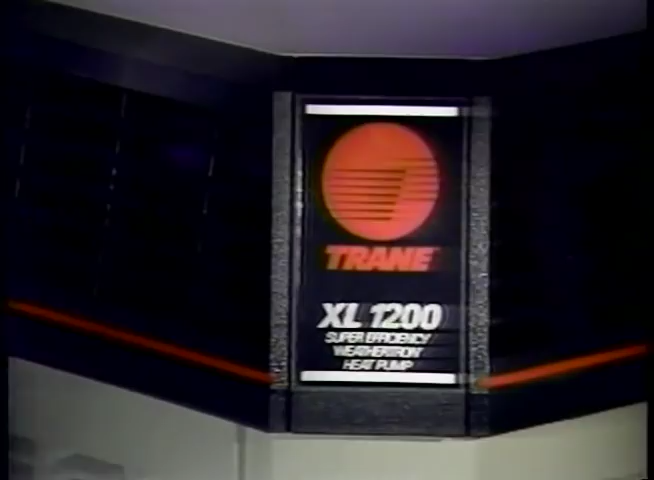 TRANE
XL 1200
SUPER EFFICIENCY
WEATHERTRON
HEAT PUMP